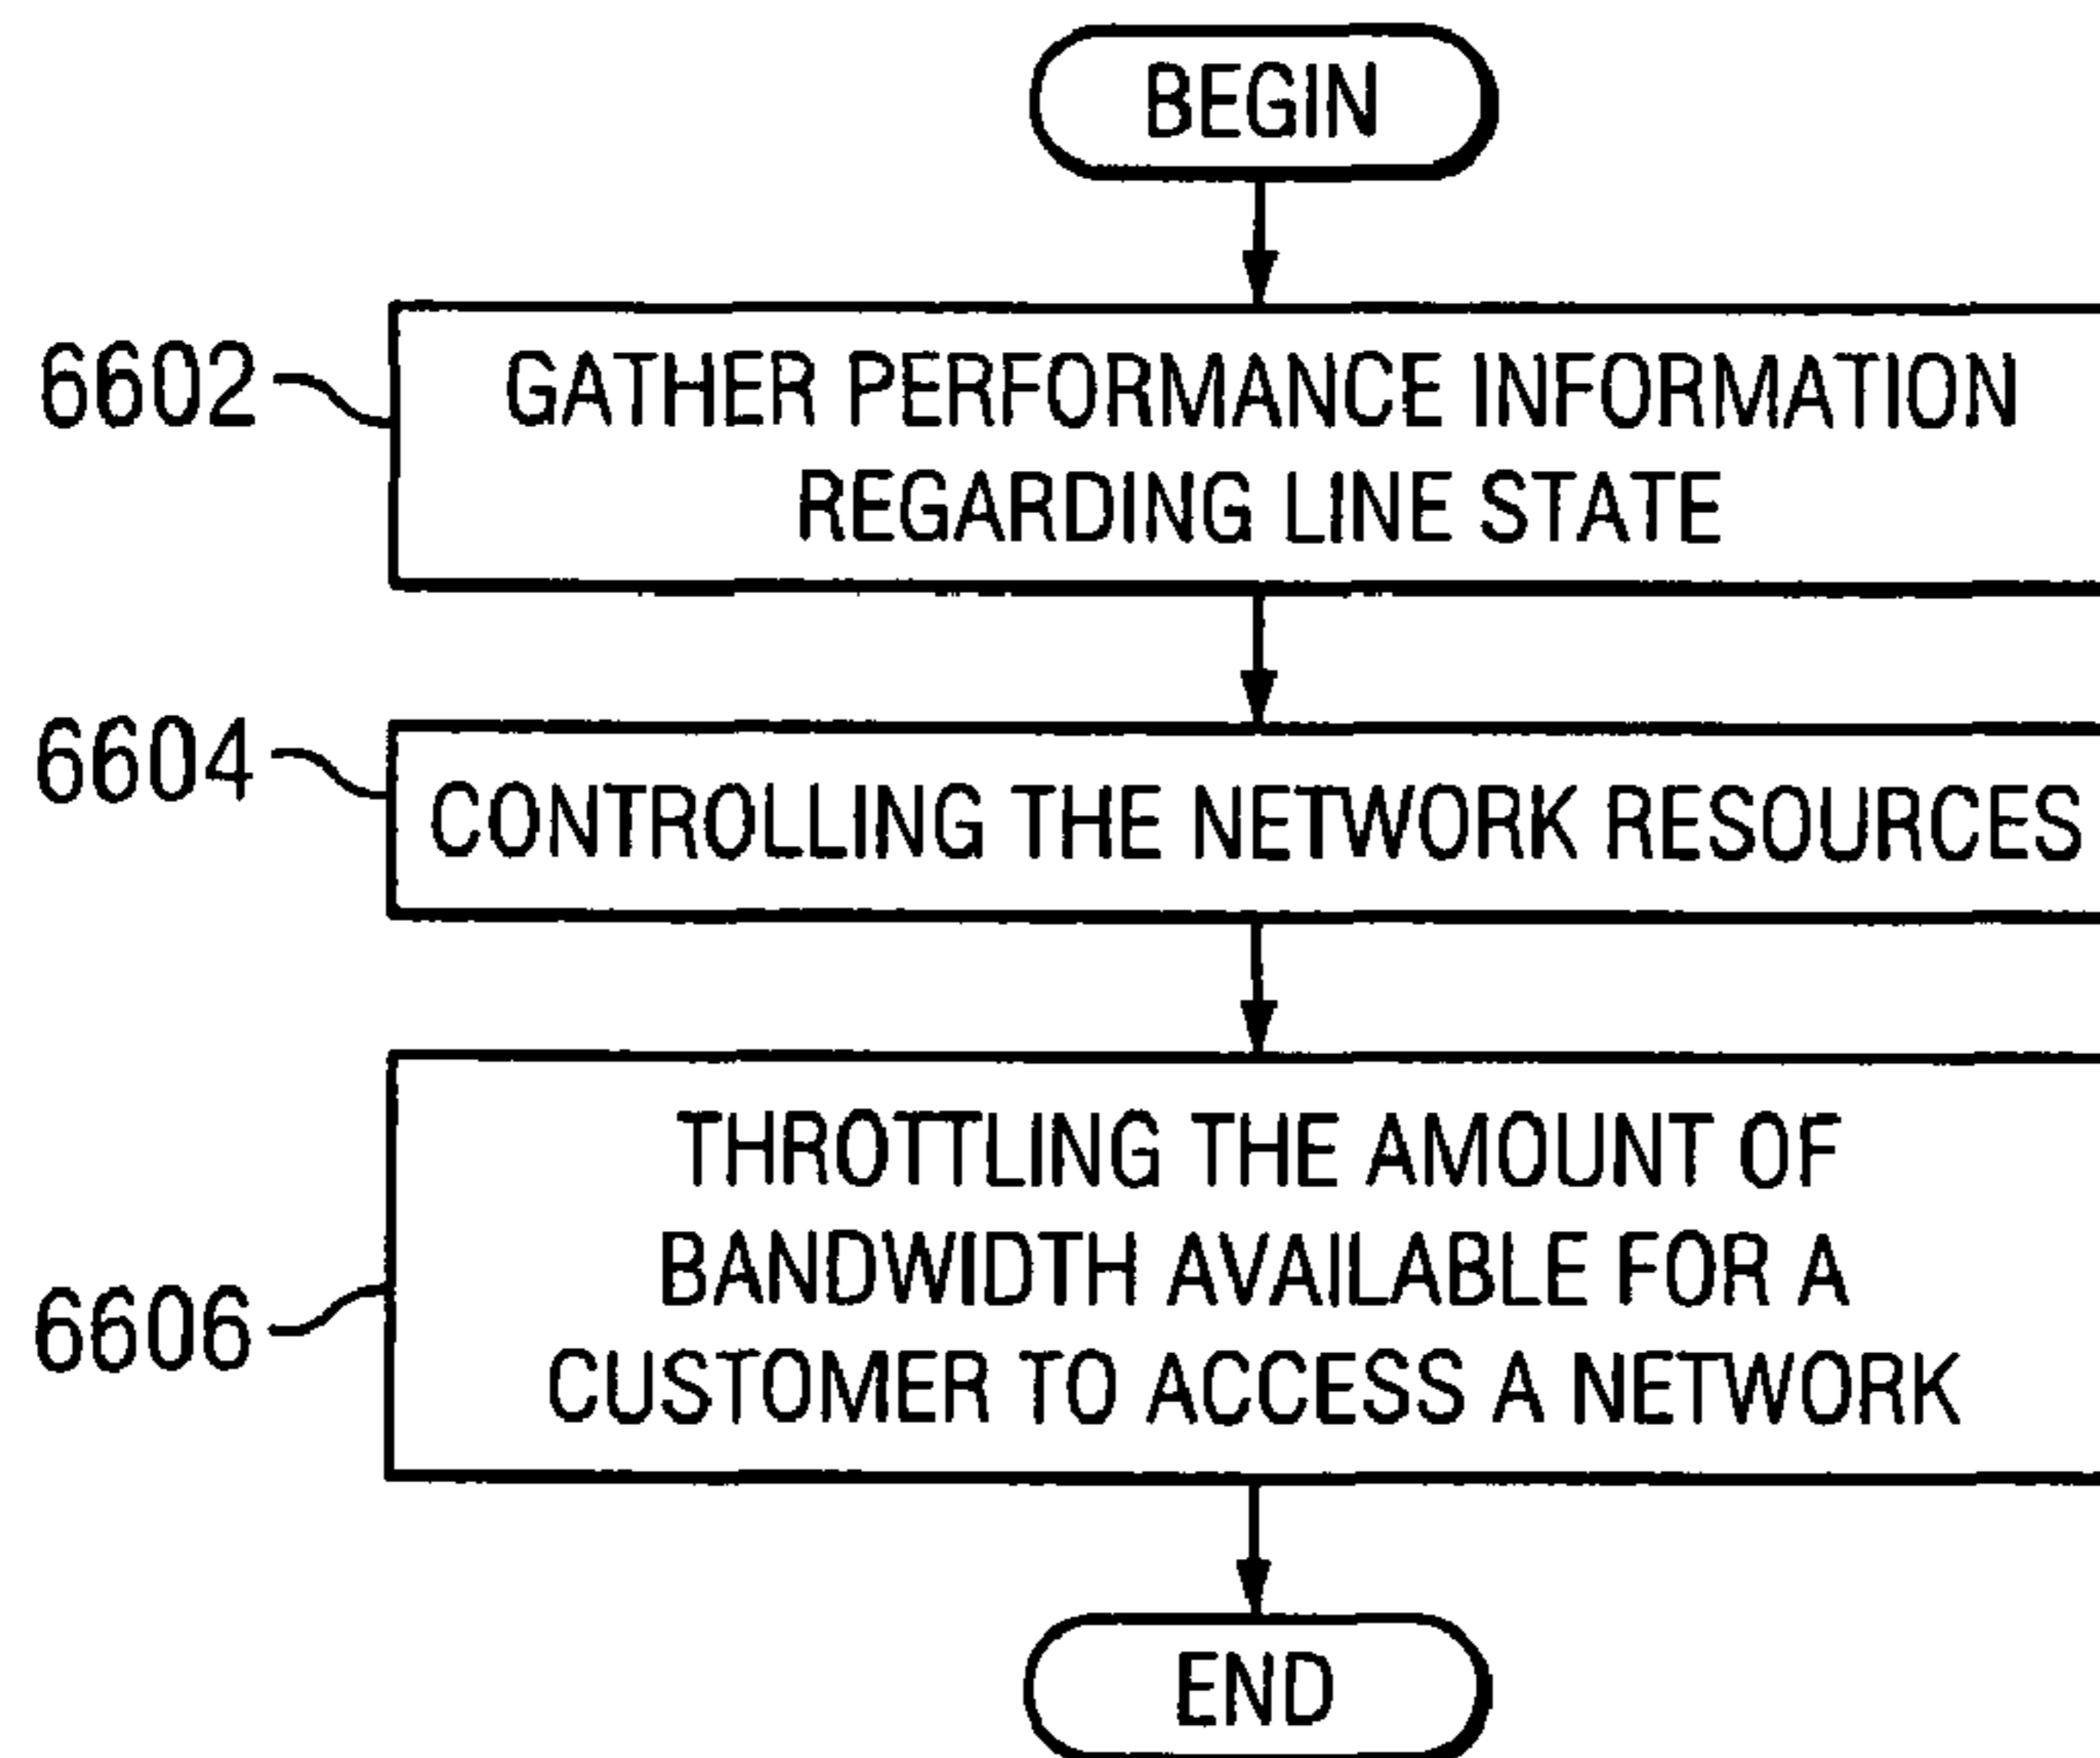 BEGIN
6602
GATHER PERFORMANCE INFORMATION
REGARDING LINE STATE
6604
CONTROLLING THE NETWORK RESOURCES
6606
THROTTLING THE AMOUNT OF
BANDWIDTH AVAILABLE FOR A
CUSTOMER TO ACCESS A NETWORK
END